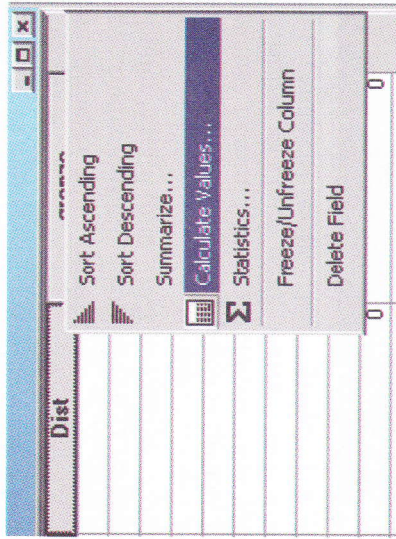 Dist
Sort Ascending
Sort Descending
Summarize...
Calculate Values...
Statistics...
Freeze/Unfreeze Column
Delete Field
0
0